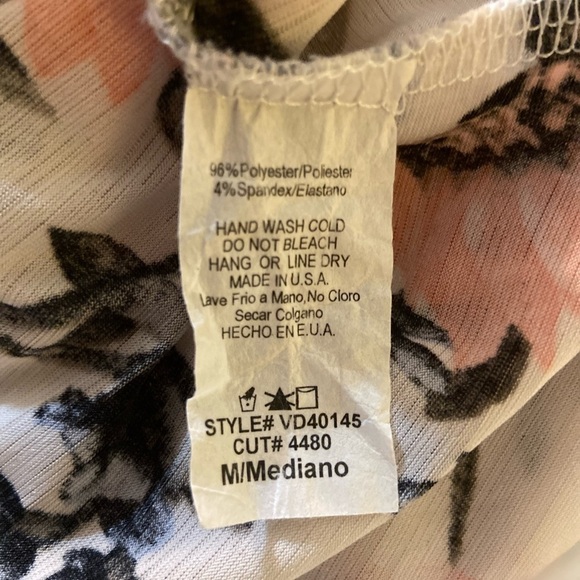 96%Polyester/Poliester
4%Spandex/Elastano
HAND WASH COLD
DO NOT BLEACH
HANG OR LINE DRY
MADE IN U.S.A.
Lave Frio a Mano,No Cloro
Secar Colgano
HECHO EN E.U.A.
STYLE# VD40145
CUT# 4480
M/Mediano